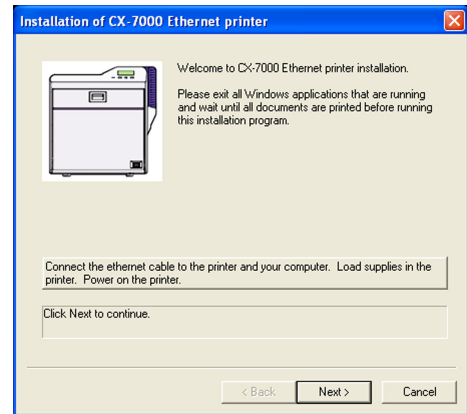 Installation of CX-7000 Ethernet printer
Welcome to CX-7000 Ethernet printer installation.
Please exit all Windows applications that are running
and wait until all documents are printed before running
this installation program.
Connect the ethernet cable to the printer and your computer. Load supplies in the
printer. Power on the printer.
Click Next to continue.
< Back
Next >
Cancel